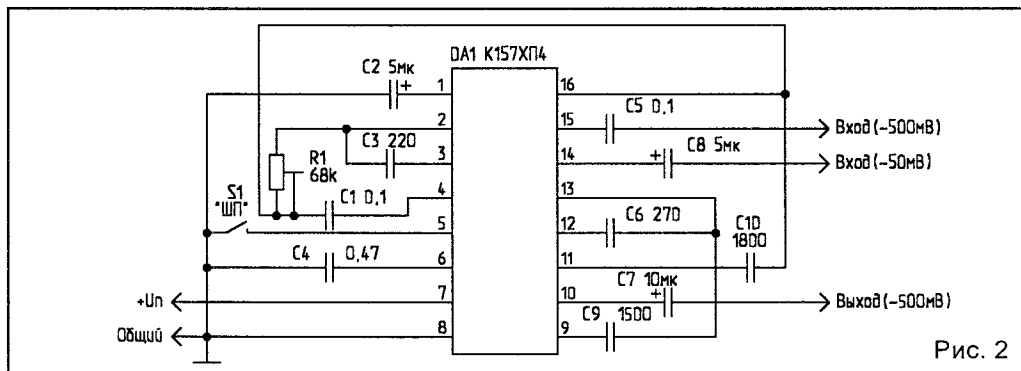 DA1 К157ХП4
C2 5мк
+
1
16
C5 0,1
2
15
Вход(~500мВ)
C3 220
C8 5мк
R1
68k
3
14
+
Вход(~50мВ)
C1 0,1
4
13
S1
"ШП"
C6 270
5
12
C10
1800
C4 0,47
6
11
C7 10мк
+Uп
7
10
+
Выход(~500мВ)
C9 1500
Общий
8
9
Рис. 2